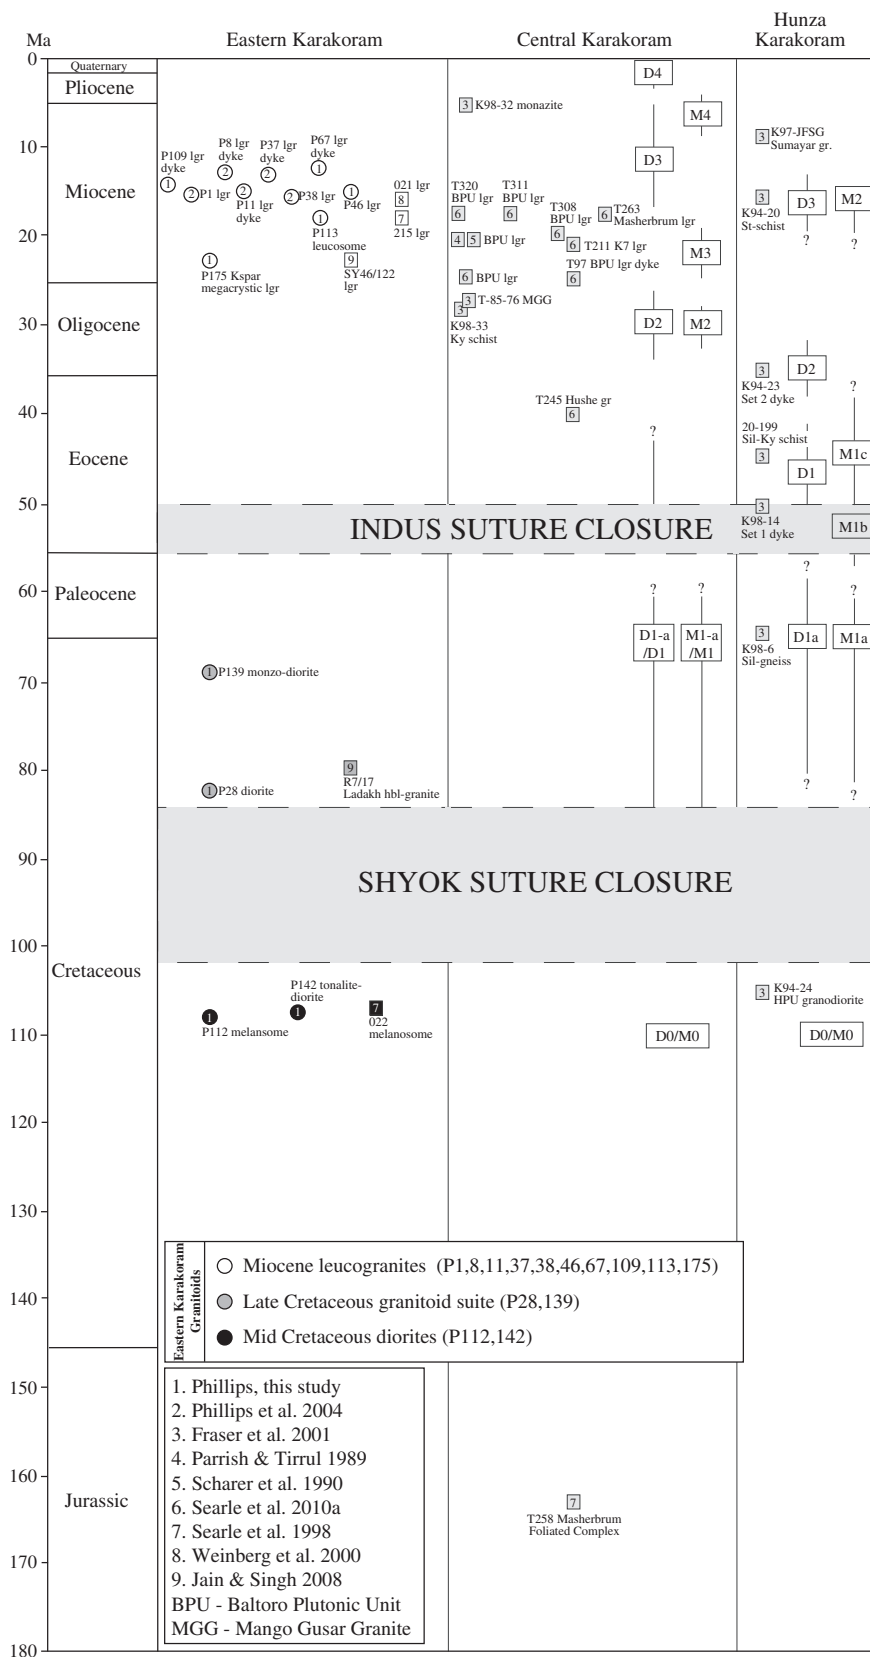 Ma
Eastern Karakoram
Central Karakoram
Hunza
Karakoram
0
10
20
30
40
50
60
70
80
90
100
110
120
130
140
150
160
170
180
Quaternary
Pliocene
Miocene
Oligocene
Eocene
Paleocene
Cretaceous
Jurassic
P109 lgr
dyke
1
P8 lgr
dyke
2
P37 lgr
dyke
2
P67 lgr
dyke
1
2 P1 lgr
2
P11 lgr
dyke
2 P38 lgr
1
P46 lgr
021 lgr
8
7
215 lgr
1
P113
leucosome
9
SY46/122
lgr
1
P175 Kspar
megacrystic lgr
1 P139 monzo-diorite
1 P28 diorite
9
R7/17
Ladakh hbl-granite
1
P112 melansome
P142 tonalite-
diorite
1
7
022
melanosome
3 K98-32 monazite
T320
BPU lgr
6
T311
BPU lgr
6
T308
BPU lgr
6
6 T263
Masherbrum lgr
4 5 BPU lgr
6 T211 K7 lgr
T97 BPU lgr dyke
6
6 BPU lgr
3 T-85-76 MGG
3
K98-33
Ky schist
T245 Hushe gr
6
D4
M4
D3
M3
D2
M2
?
?
?
D1-a
/D1
M1-a
/M1
D0/M0
7
T258 Masherbrum
Foliated Complex
3 K97-JFSG
Sumayar gr.
3
K94-20
St-schist
D3
M2
?
?
3
K94-23
Set 2 dyke
D2
?
20-199
Sil-Ky schist
3
M1c
D1
3
K98-14
Set 1 dyke
M1b
?
?
3
K98-6
Sil-gneiss
D1a
M1a
?
?
3 K94-24
HPU granodiorite
D0/M0
INDUS SUTURE CLOSURE
SHYOK SUTURE CLOSURE
Eastern Karakoram
Granitoids
Miocene leucogranites (P1,8,11,37,38,46,67,109,113,175)
Late Cretaceous granitoid suite (P28,139)
Mid Cretaceous diorites (P112,142)
1. Phillips, this study
2. Phillips et al. 2004
3. Fraser et al. 2001
4. Parrish & Tirrul 1989
5. Scharer et al. 1990
6. Searle et al. 2010a
7. Searle et al. 1998
8. Weinberg et al. 2000
9. Jain & Singh 2008
BPU - Baltoro Plutonic Unit
MGG - Mango Gusar Granite